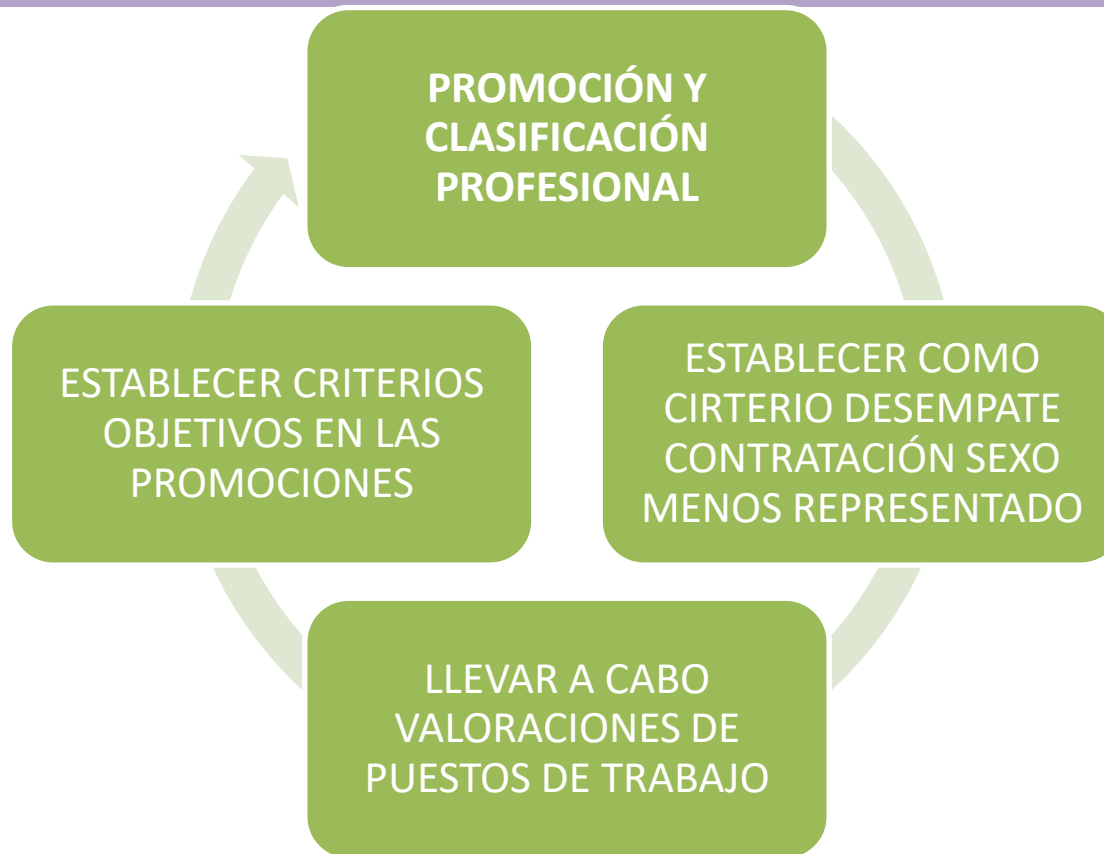 PROMOCIÓN Y
CLASIFICACIÓN
PROFESIONAL
ESTABLECER COMO
CIRTERIO DESEMPATE
CONTRATACIÓN SEXO
MENOS REPRESENTADO
LLEVAR A CABO
VALORACIONES DE
PUESTOS DE TRABAJO
ESTABLECER CRITERIOS
OBJETIVOS EN LAS
PROMOCIONES